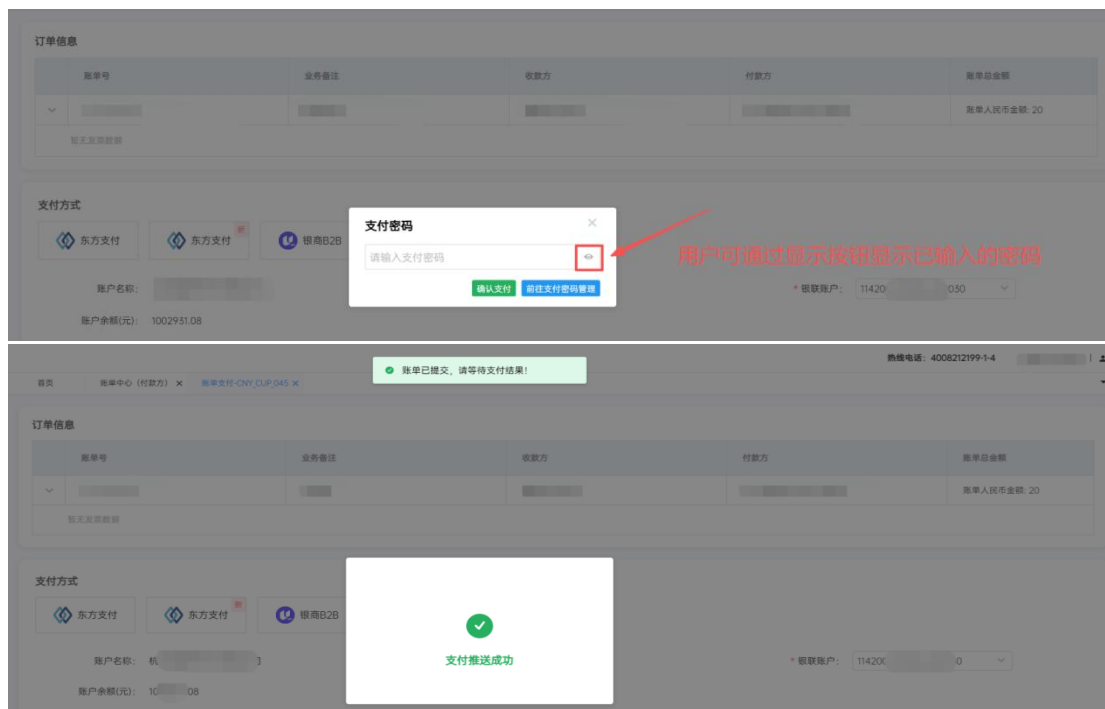 订单信息
账单号 业务备注 收款方 付款方 账单总金额
账单人民币金额: 20
暂无发票数据
支付方式
东方支付 东方支付 新 银商B2B
支付密码
请输入支付密码
确认支付 前往支付密码管理
用户可通过显示按钮显示已输入的密码
账户名称: * 银联账户: 11420 030
账户余额(元): 1002931.08
热线电话: 4008212199-1-4
账单已提交, 请等待支付结果!
首页 账单中心 (付款方) × 账单支付-CNY_CUP_045 ×
订单信息
账单号 业务备注 收款方 付款方 账单总金额
账单人民币金额: 20
暂无发票数据
支付方式
东方支付 东方支付 新 银商B2B
支付推送成功
账户名称: 杭 * 银联账户: 11420 0
账户余额(元): 10 08